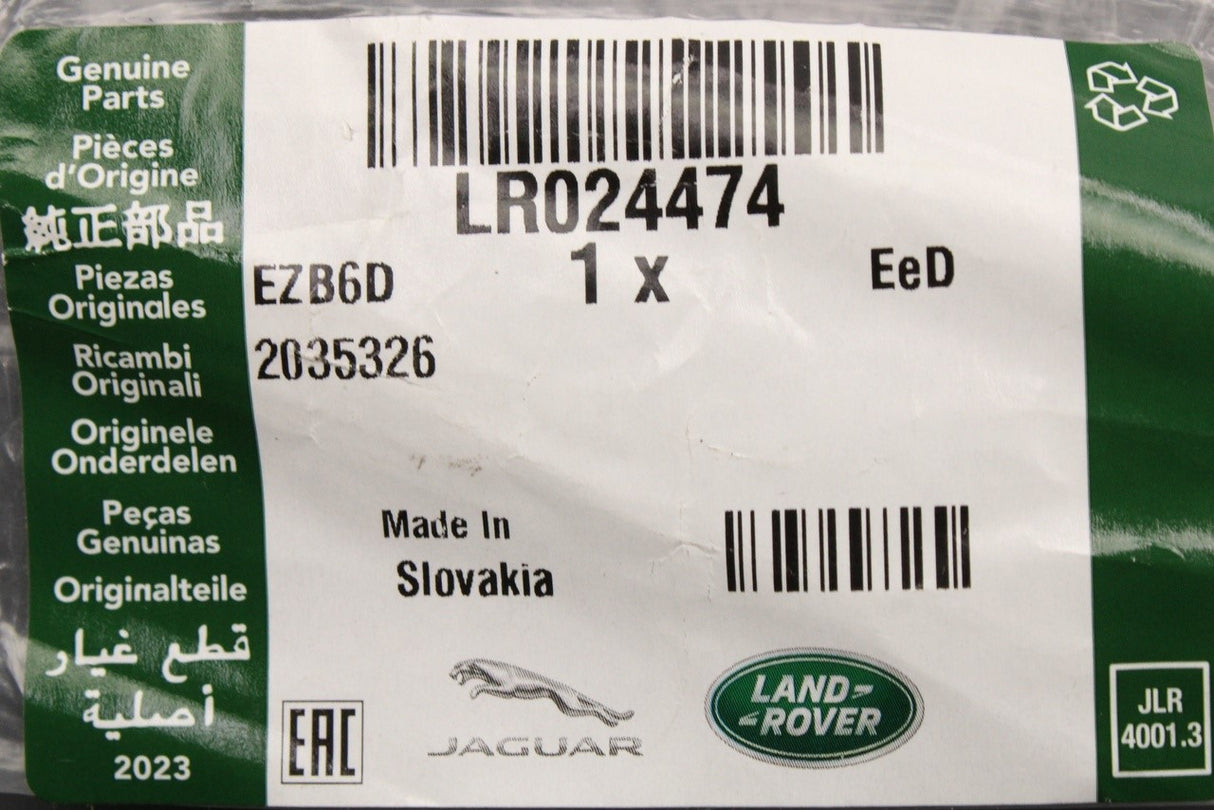 Genuine
Parts
Pièces
d'Origine
純正部品
Piezas
Originales
Ricambi
Originali
Originele
Onderdelen
Peças
Genuinas
Originalteile
قطع غيار
أصلية
2023
LR024474
1 x
EZB6D
EeD
2035326
Made In
Slovakia
EAC
JAGUAR
LAND-
-ROVER
JLR
4001.3